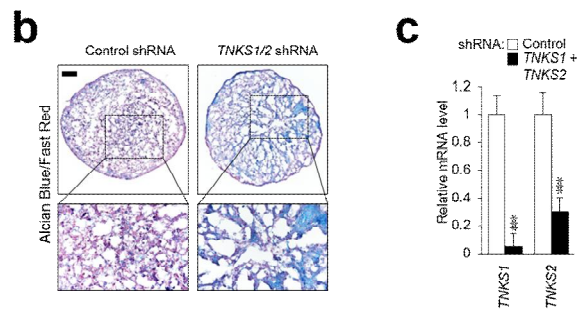 b
Control shRNA
TNKS1/2 shRNA
Alcian Blue/Fast Red
c
shRNA: Control
TNKS1 +
TNKS2
Relative mRNA level
1.2
1
0.8
0.6
0.4
0.2
0
**
**
TNKS1
TNKS2